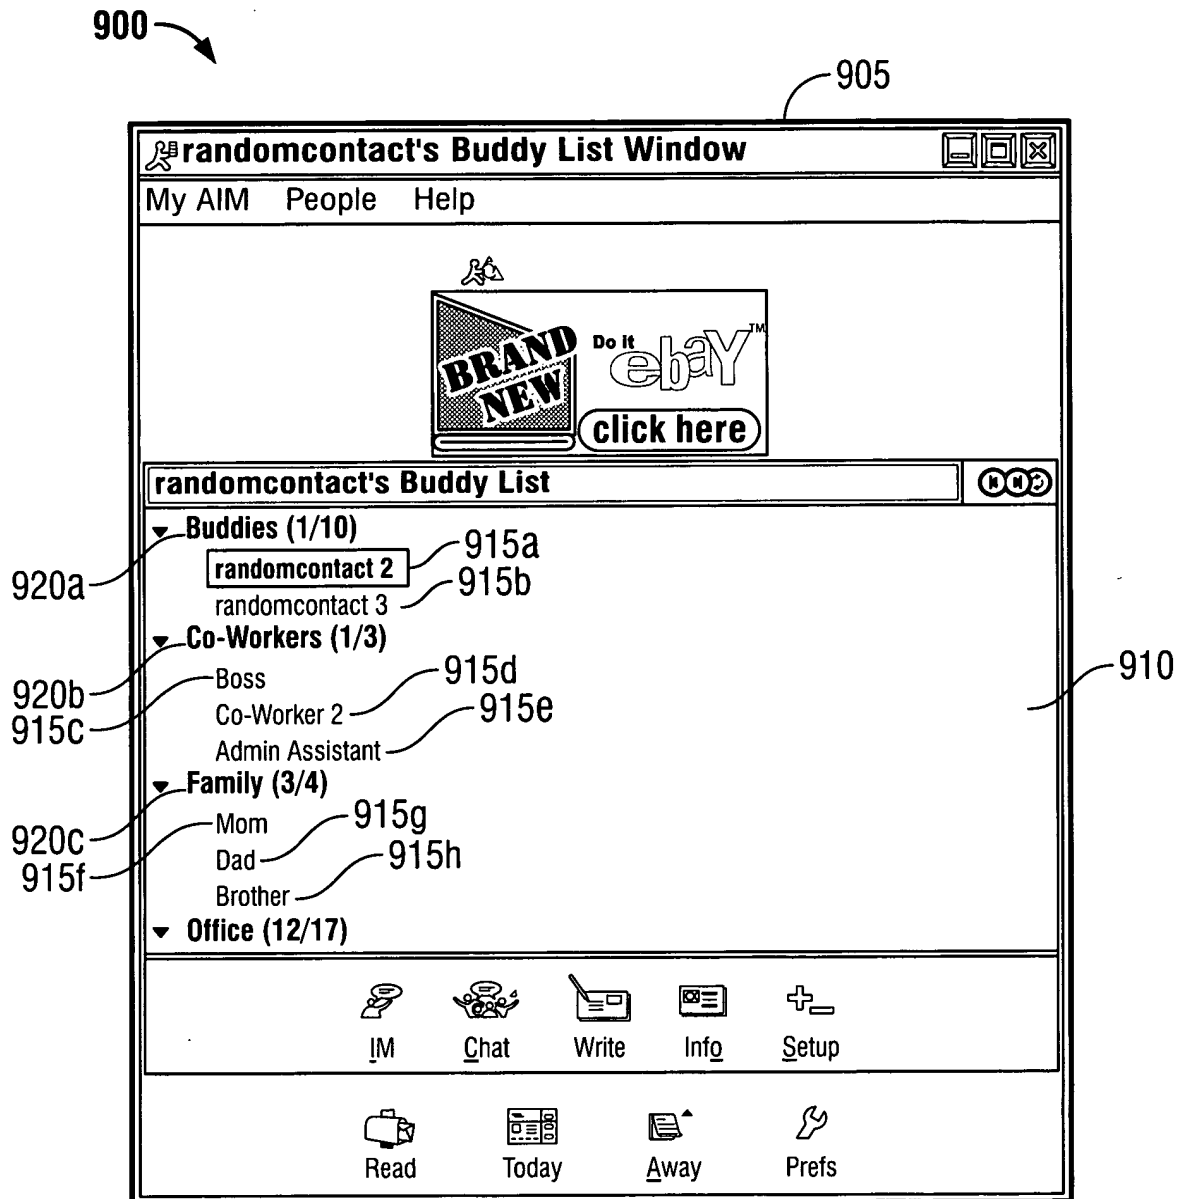 900
905
randomcontact's Buddy List Window
My AIM People Help
BRAND NEW
Do it ebaY™
click here
randomcontact's Buddy List
Buddies (1/10)
920a
randomcontact 2 915a
randomcontact 3 915b
Co-Workers (1/3)
920b
910
Boss
915c
Co-Worker 2 915d
Admin Assistant 915e
Family (3/4)
920c
Mom
915f
Dad 915g
Brother 915h
Office (12/17)
IM Chat Write Info Setup
Read Today Away Prefs